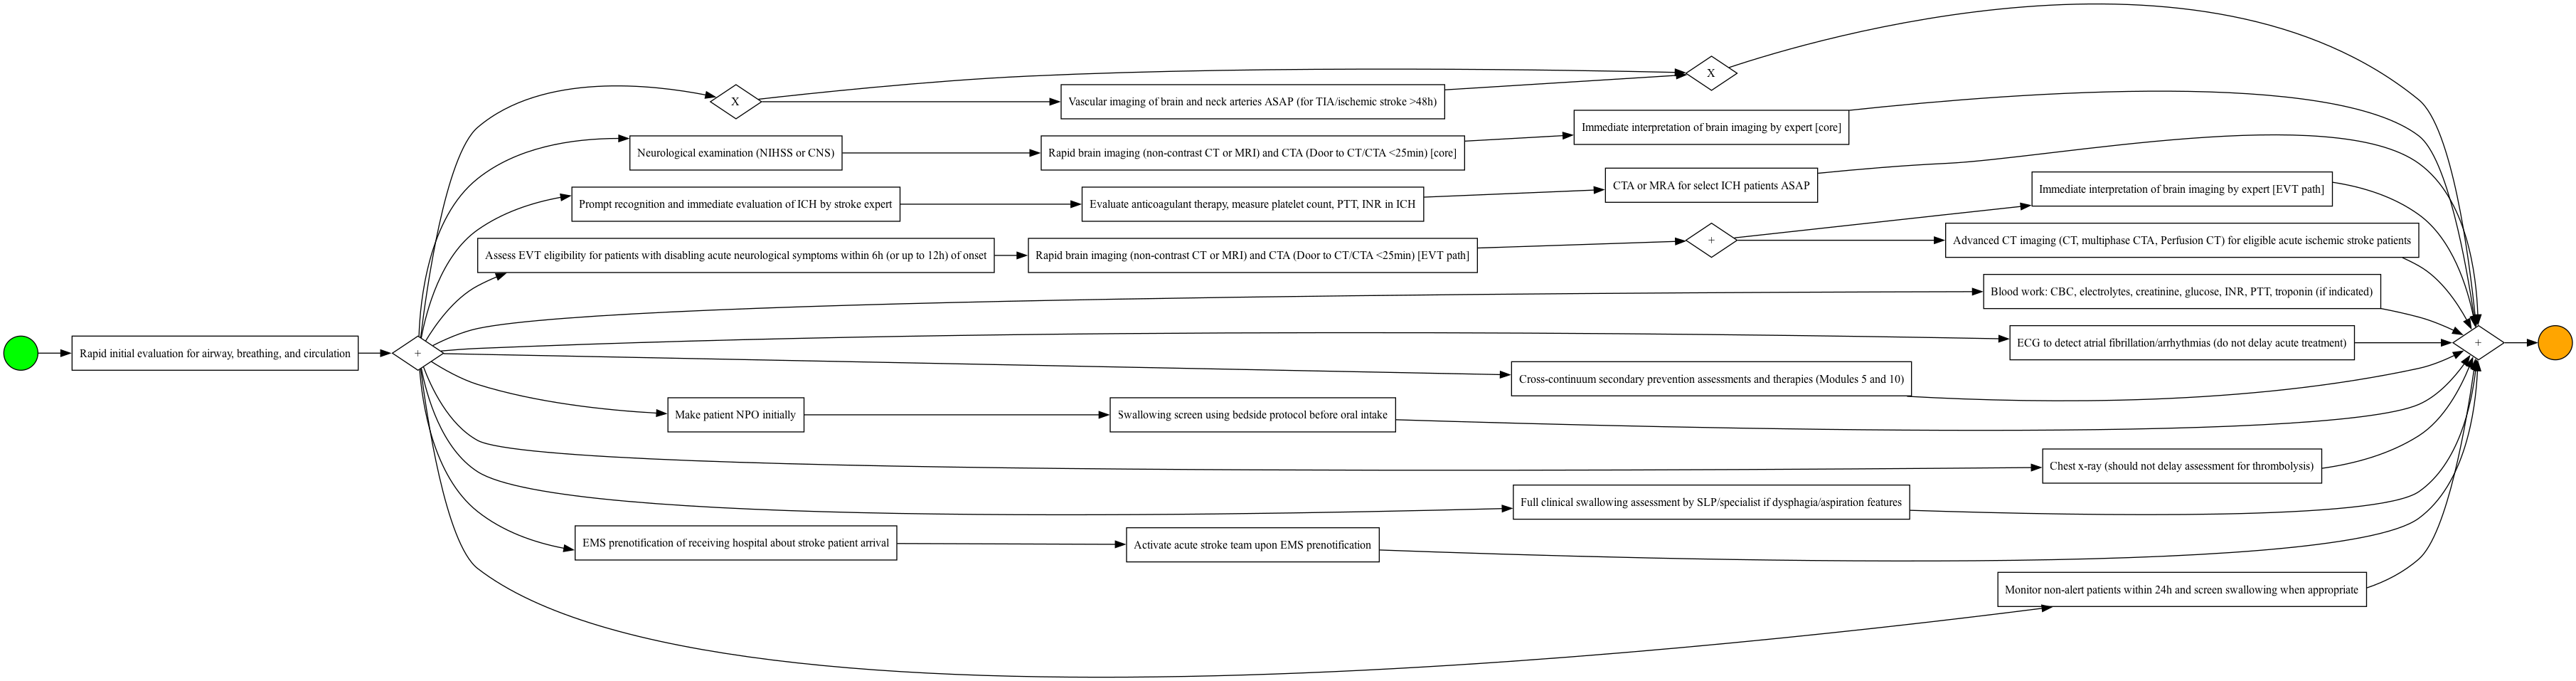 X
X
Vascular imaging of brain and neck arteries ASAP (for TIA/ischemic stroke >48h)
Immediate interpretation of brain imaging by expert [core]
Neurological examination (NIHSS or CNS)
Rapid brain imaging (non-contrast CT or MRI) and CTA (Door to CT/CTA <25min) [core]
CTA or MRA for select ICH patients ASAP
Immediate interpretation of brain imaging by expert [EVT path]
Prompt recognition and immediate evaluation of ICH by stroke expert
Evaluate anticoagulant therapy, measure platelet count, PTT, INR in ICH
+
Advanced CT imaging (CT, multiphase CTA, Perfusion CT) for eligible acute ischemic stroke patients
Assess EVT eligibility for patients with disabling acute neurological symptoms within 6h (or up to 12h) of onset
Rapid brain imaging (non-contrast CT or MRI) and CTA (Door to CT/CTA <25min) [EVT path]
Blood work: CBC, electrolytes, creatinine, glucose, INR, PTT, troponin (if indicated)
Rapid initial evaluation for airway, breathing, and circulation
+
ECG to detect atrial fibrillation/arrhythmias (do not delay acute treatment)
+
Cross-continuum secondary prevention assessments and therapies (Modules 5 and 10)
Make patient NPO initially
Swallowing screen using bedside protocol before oral intake
Chest x-ray (should not delay assessment for thrombolysis)
Full clinical swallowing assessment by SLP/specialist if dysphagia/aspiration features
EMS prenotification of receiving hospital about stroke patient arrival
Activate acute stroke team upon EMS prenotification
Monitor non-alert patients within 24h and screen swallowing when appropriate